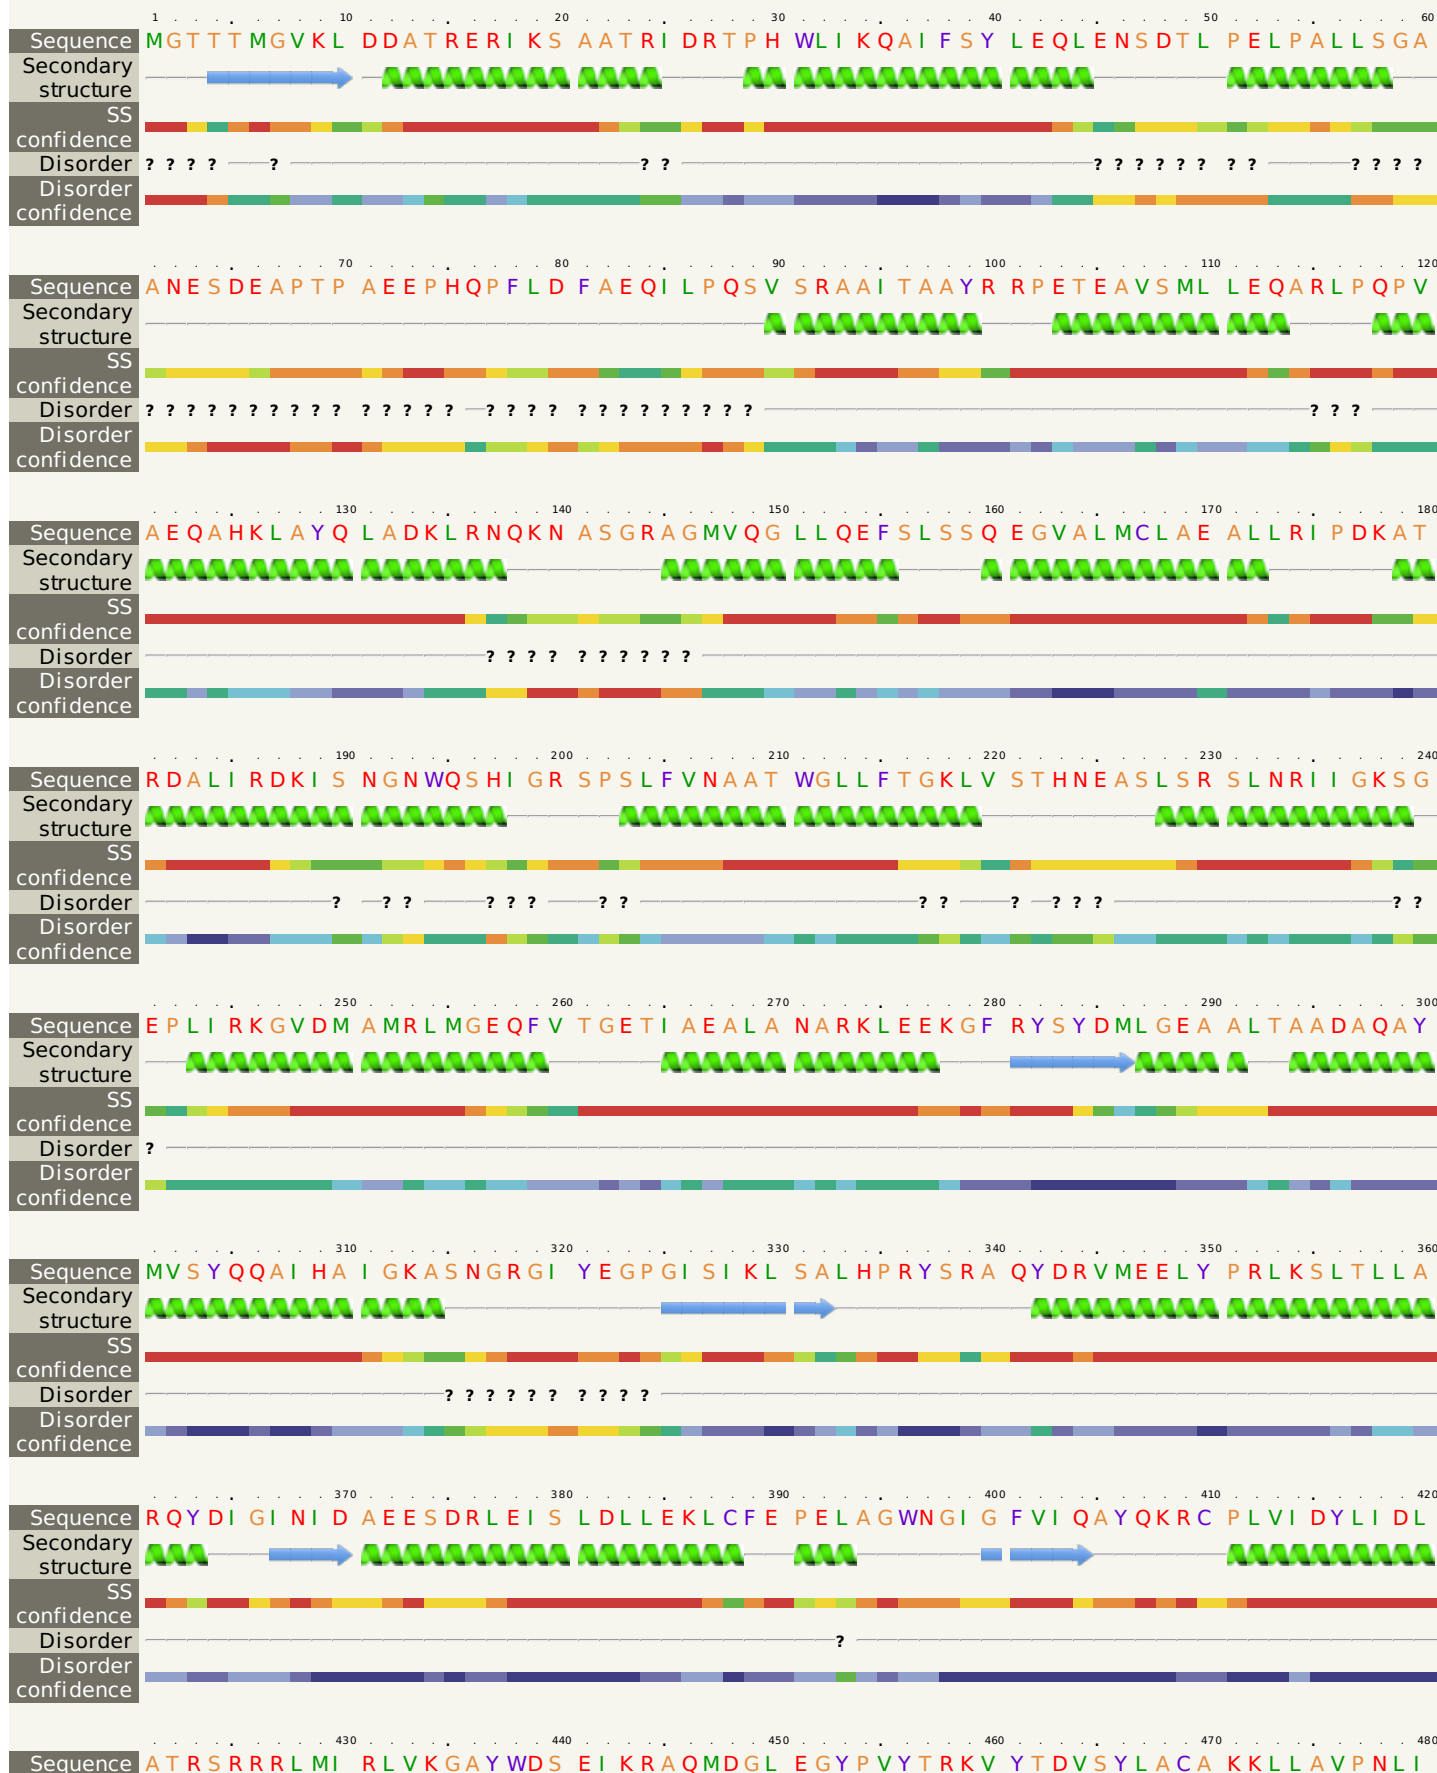 1 10 20 30 40 50 60
Sequence MGTTTMGVKL DDATRERIKS AATRIDRTPH WLIKQAIFSY LEQLENSDTL PELPALLSGA
Secondary
structure
SS
confidence
Disorder ? ? ? ? ? ? ? ? ? ? ? ? ? ? ? ? ? ? ?
Disorder
confidence
70 80 90 100 110 120
Sequence ANESDEAPTP AEEPHQPFLD FAEQILPQSV SRAAITAAYR RPETEAVSML LEQARLPQPV
Secondary
structure
SS
confidence
Disorder ? ? ? ? ? ? ? ? ? ? ? ? ? ? ? ? ? ? ? ? ? ? ? ? ? ? ? ? ? ? ?
Disorder
confidence
130 140 150 160 170 180
Sequence AEQAHKLAYQ LADKLRNQKN ASGRAGMVQG LLQEFSLSSQ EGVALMCLAE ALLRIPDKAT
Secondary
structure
SS
confidence
Disorder ? ? ? ? ? ? ? ? ? ?
Disorder
confidence
190 200 210 220 230 240
Sequence RDALIRDKIS NGNWQSHIGR SPSLFVNAAT WGLLFTGKLV STHNEASLSR SLNRIIGKSG
Secondary
structure
SS
confidence
Disorder ? ? ? ? ? ? ? ? ? ? ? ? ? ? ? ?
Disorder
confidence
250 260 270 280 290 300
Sequence EPLIRKGVDM AMRLMGEQFV TGETIAEALA NARKLEEKGF RYSYDMLGEA ALTAADAQAY
Secondary
structure
SS
confidence
Disorder ?
Disorder
confidence
310 320 330 340 350 360
Sequence MVSYQQAIHA IGKASNGRGI YEGPGISIKL SALHPRYSRA QYDRVMEELY PRLKSLTLLA
Secondary
structure
SS
confidence
Disorder ? ? ? ? ? ? ? ? ? ?
Disorder
confidence
370 380 390 400 410 420
Sequence RQYDIGINID AEESDRLEIS LDLLEKLCFE PELAGWNGIG FVIQAYQKRC PLVIDYLIDL
Secondary
structure
SS
confidence
Disorder ?
Disorder
confidence
430 440 450 460 470 480
Sequence ATRSRRRLMI RLVKGAYWDS EIKRAQMDGL EGYPVYTRKV YTDVSYLACA KKLLAVPNLI